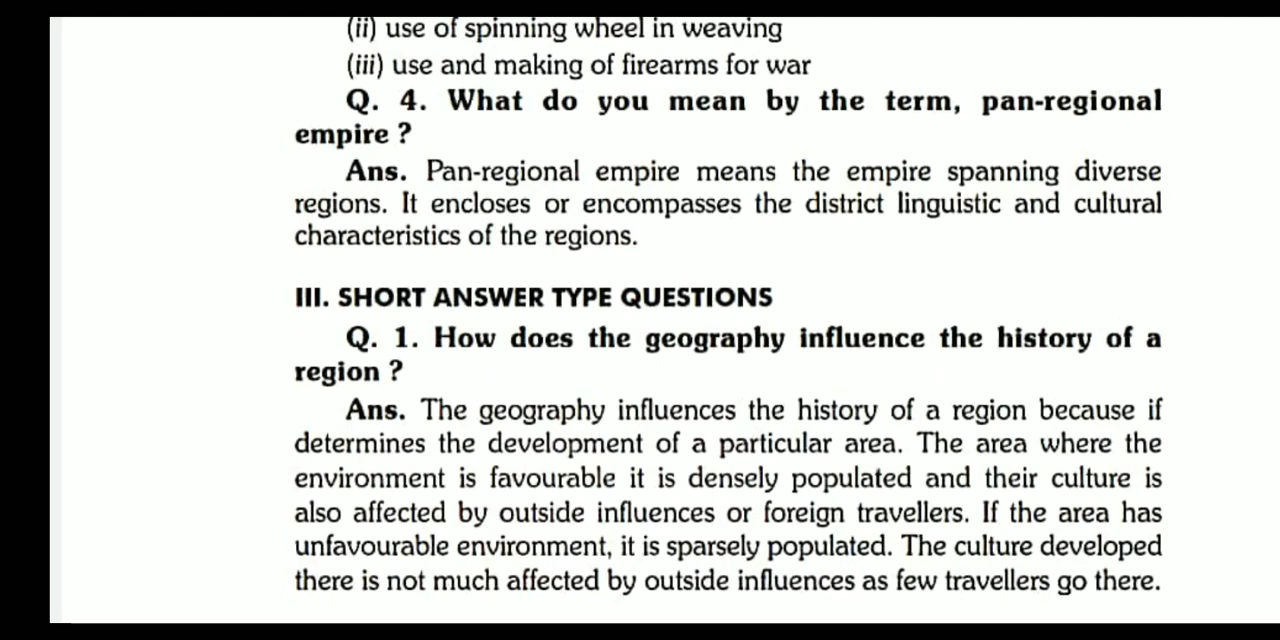 (ii) use of spinning wheel in weaving
(iii) use and making of firearms for war
Q. 4. What do you mean by the term, pan-regional
empire ?
Ans. Pan-regional empire means the empire spanning diverse
regions. It encloses or encompasses the district linguistic and cultural
characteristics of the regions.
III. SHORT ANSWER TYPE QUESTIONS
Q. 1. How does the geography influence the history of a
region ?
Ans. The geography influences the history of a region because if
determines the development of a particular area. The area where the
environment is favourable it is densely populated and their culture is
also affected by outside influences or foreign travellers. If the area has
unfavourable environment, it is sparsely populated. The culture developed
there is not much affected by outside influences as few travellers go there.